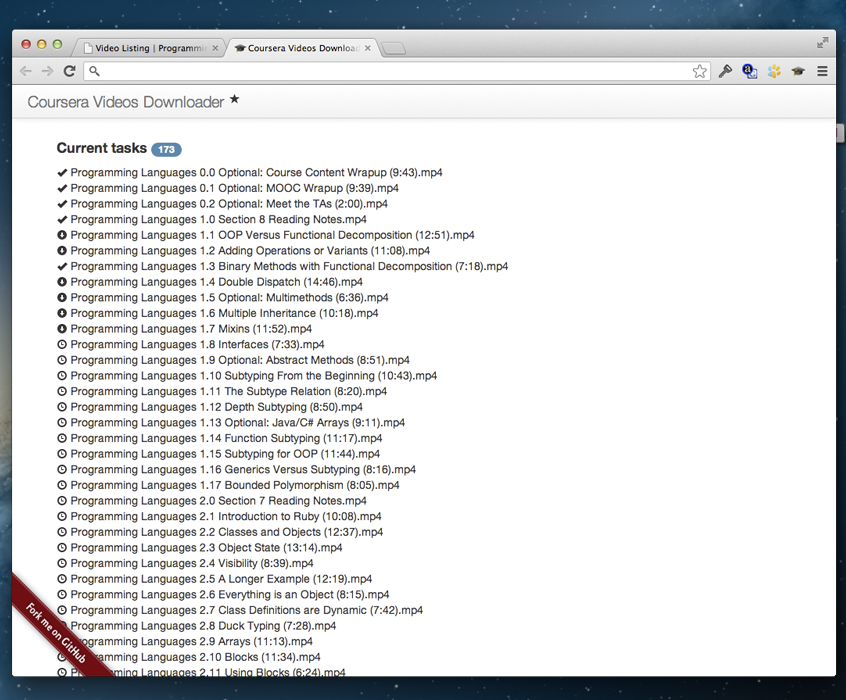 Video Listing | Programmi
Coursera Videos Downloa
Coursera Videos Downloader ★
Current tasks 173
Programming Languages 0.0 Optional: Course Content Wrapup (9:43).mp4
Programming Languages 0.1 Optional: MOOC Wrapup (9:39).mp4
Programming Languages 0.2 Optional: Meet the TAs (2:00).mp4
Programming Languages 1.0 Section 8 Reading Notes.mp4
Programming Languages 1.1 OOP Versus Functional Decomposition (12:51).mp4
Programming Languages 1.2 Adding Operations or Variants (11:08).mp4
Programming Languages 1.3 Binary Methods with Functional Decomposition (7:18).mp4
Programming Languages 1.4 Double Dispatch (14:46).mp4
Programming Languages 1.5 Optional: Multimethods (6:36).mp4
Programming Languages 1.6 Multiple Inheritance (10:18).mp4
Programming Languages 1.7 Mixins (11:52).mp4
Programming Languages 1.8 Interfaces (7:33).mp4
Programming Languages 1.9 Optional: Abstract Methods (8:51).mp4
Programming Languages 1.10 Subtyping From the Beginning (10:43).mp4
Programming Languages 1.11 The Subtype Relation (8:20).mp4
Programming Languages 1.12 Depth Subtyping (8:50).mp4
Programming Languages 1.13 Optional: Java/C# Arrays (9:11).mp4
Programming Languages 1.14 Function Subtyping (11:17).mp4
Programming Languages 1.15 Subtyping for OOP (11:44).mp4
Programming Languages 1.16 Generics Versus Subtyping (8:16).mp4
Programming Languages 1.17 Bounded Polymorphism (8:05).mp4
Programming Languages 2.0 Section 7 Reading Notes.mp4
Programming Languages 2.1 Introduction to Ruby (10:08).mp4
Programming Languages 2.2 Classes and Objects (12:37).mp4
Programming Languages 2.3 Object State (13:14).mp4
Programming Languages 2.4 Visibility (8:39).mp4
Programming Languages 2.5 A Longer Example (12:19).mp4
Programming Languages 2.6 Everything is an Object (8:15).mp4
Programming Languages 2.7 Class Definitions are Dynamic (7:42).mp4
Programming Languages 2.8 Duck Typing (7:28).mp4
ogramming Languages 2.9 Arrays (11:13).mp4
gramming Languages 2.10 Blocks (11:34).mp4
mming Languages 2.11 Using Blocks (6:24).mp4
Fork me on GitHub